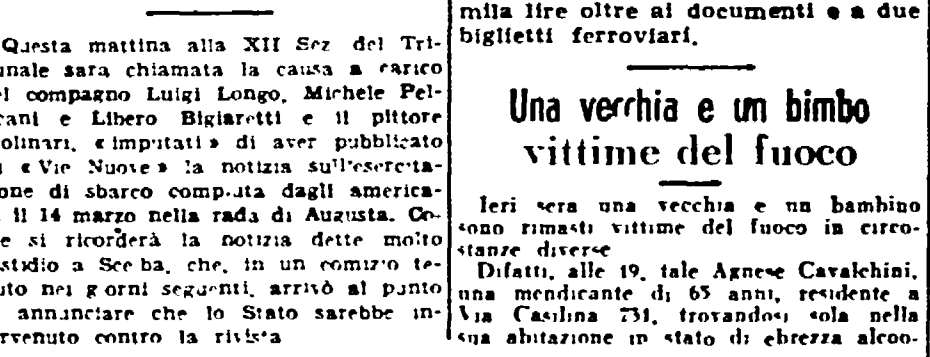 Questa mattina alla XII Sez del Tri-
unale sara chiamata la causa a carico
el compagno Luigi Longo, Michele Pel-
cani e Libero Bigiaretti e il pittore
olinari, « imputati » di aver pubblicato
« Vie Nuove » la notizia sull'esercita-
one di sbarco compiuta dagli america-
il 14 marzo nella rada di Augusta. Co-
e si ricorderà la notizia dette molto
stidio a Scelba, che, in un comizio te-
uto nei giorni seguenti, arrivò al punto
annunciare che lo Stato sarebbe in-
rvenuto contro la rivista
mila lire oltre ai documenti e a due
biglietti ferroviari.
Una vecchia e un bimbo
vittime del fuoco
Ieri sera una vecchia e un bambino
sono rimasti vittime del fuoco in circo-
stanze diverse
Difatti, alle 19, tale Agnese Cavalchini,
una mendicante di 65 anni, residente a
Via Casilina 731, trovandosi sola nella
sua abitazione in stato di ebrezza alcoo-